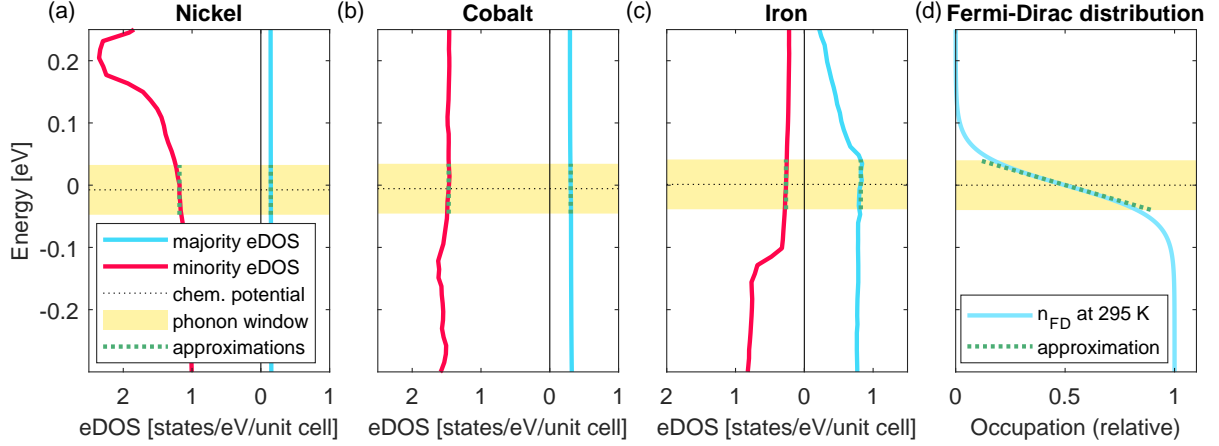 (a) Nickel
(b) Cobalt
(c) Iron
(d) Fermi-Dirac distribution
Energy [eV]
0.2
0.1
0
-0.1
-0.2
majority eDOS
minority eDOS
chem. potential
phonon window
approximations
2 1 0 1
eDOS [states/eV/unit cell]
2 1 0 1
eDOS [states/eV/unit cell]
2 1 0 1
eDOS [states/eV/unit cell]
n_FD at 295 K
approximation
0 0.5 1
Occupation (relative)